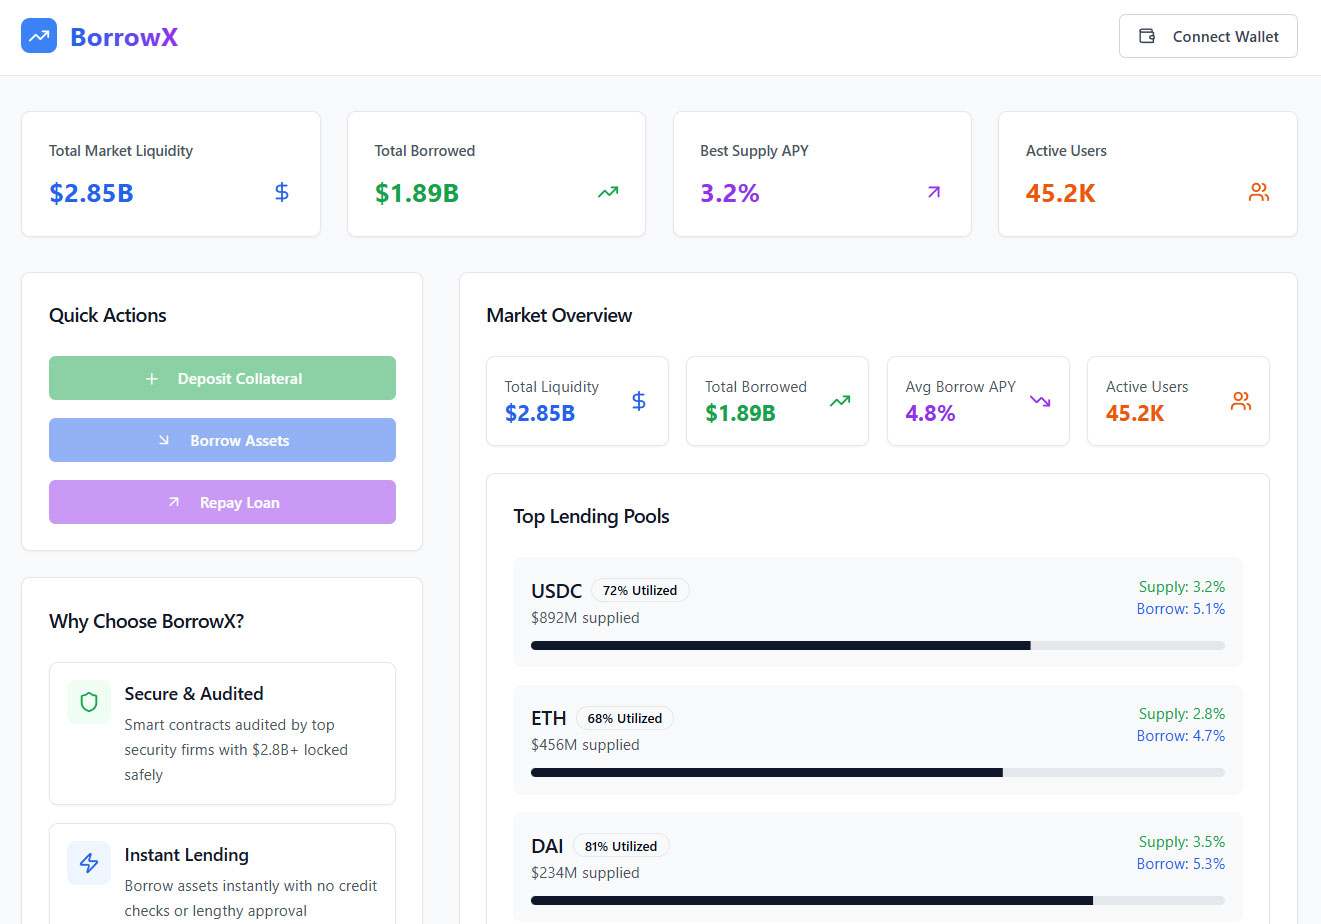 BorrowX
Connect Wallet
Total Market Liquidity
$2.85B
Total Borrowed
$1.89B
Best Supply APY
3.2%
Active Users
45.2K
Quick Actions
Deposit Collateral
Borrow Assets
Repay Loan
Why Choose BorrowX?
Secure & Audited
Smart contracts audited by top
security firms with $2.8B+ locked
safely
Instant Lending
Borrow assets instantly with no credit
checks or lengthy approval
Market Overview
Total Liquidity
$2.85B
Total Borrowed
$1.89B
Avg Borrow APY
4.8%
Active Users
45.2K
Top Lending Pools
USDC 72% Utilized
$892M supplied
Supply: 3.2%
Borrow: 5.1%
ETH 68% Utilized
$456M supplied
Supply: 2.8%
Borrow: 4.7%
DAI 81% Utilized
$234M supplied
Supply: 3.5%
Borrow: 5.3%